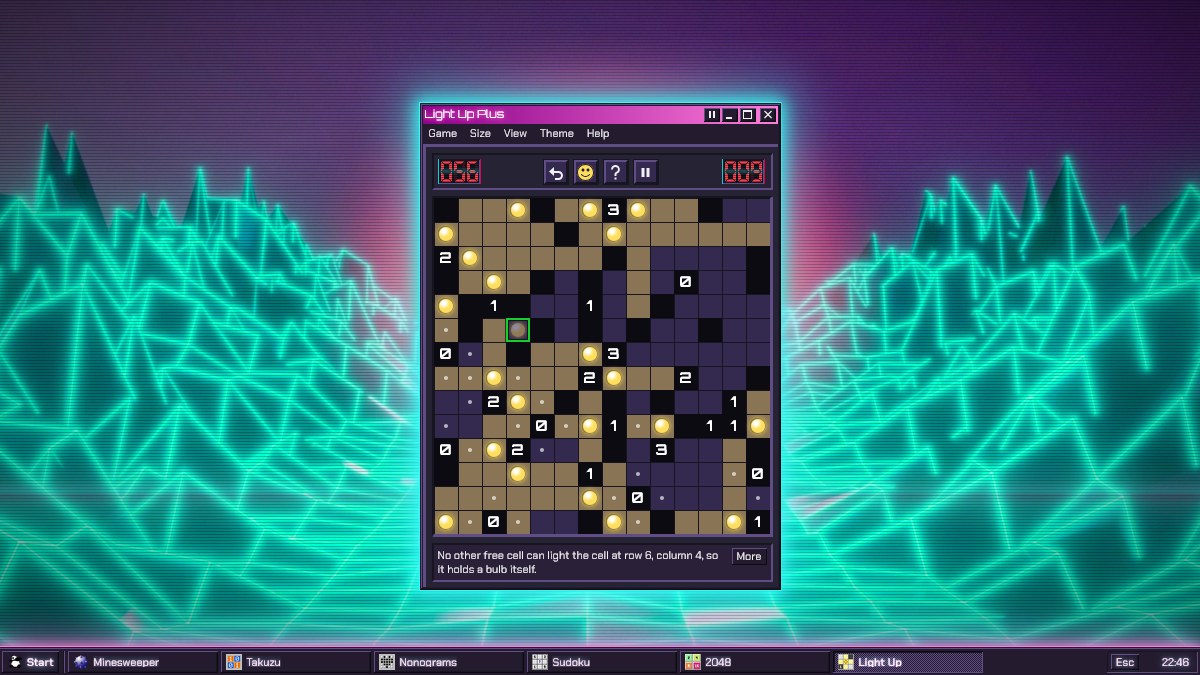 Light Up Plus
Game Size View Theme Help
056 ? 009
3
2
0
1 1
0 3
2 2
2 1
0 1 1 1
0 2 3
1 0
0
0 1
No other free cell can light the cell at row 6, column 4, so
it holds a bulb itself.
More
Start Minesweeper Takuzu Nonograms Sudoku 2048 Light Up Esc 22:46